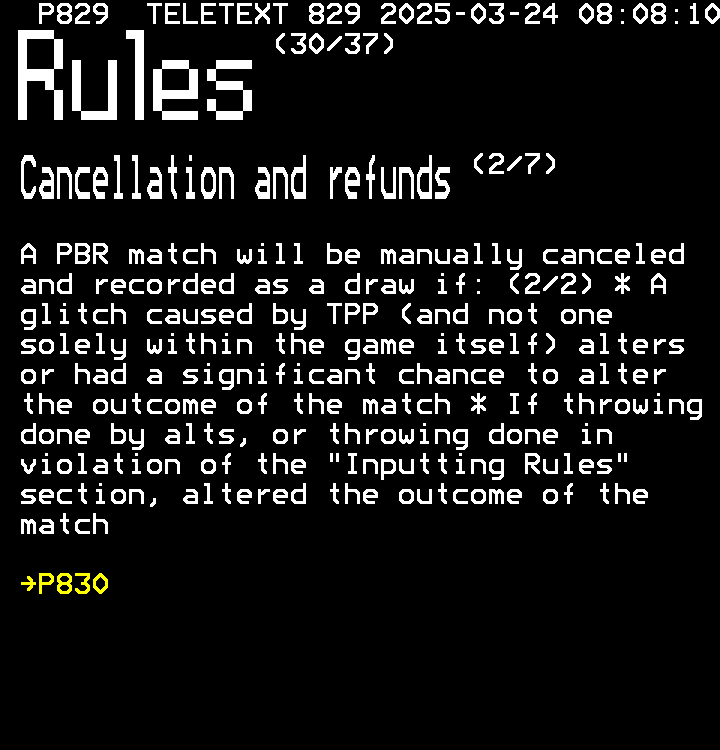 P829 TELETEXT 829 2025-03-24 08:08:10
Rules (30/37)
Cancellation and refunds (2/7)
A PBR match will be manually canceled
and recorded as a draw if: (2/2) * A
glitch caused by TPP (and not one
solely within the game itself) alters
or had a significant chance to alter
the outcome of the match * If throwing
done by alts, or throwing done in
violation of the "Inputting Rules"
section, altered the outcome of the
match
→P830